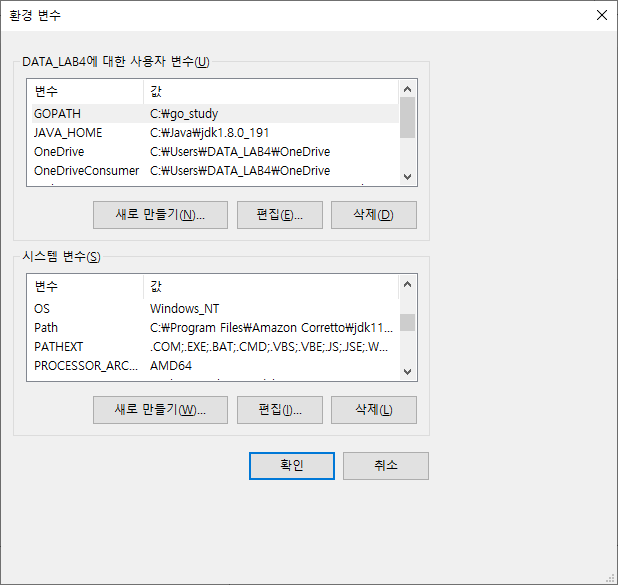 환경 변수
DATA_LAB4에 대한 사용자 변수(U)
변수 값
GOPATH C:₩go_study
JAVA_HOME C:₩Java₩jdk1.8.0_191
OneDrive C:₩Users₩DATA_LAB4₩OneDrive
OneDriveConsumer C:₩Users₩DATA_LAB4₩OneDrive
새로 만들기(N)... 편집(E)... 삭제(D)
시스템 변수(S)
변수 값
OS Windows_NT
Path C:₩Program Files₩Amazon Corretto₩jdk11...
PATHEXT .COM;.EXE;.BAT;.CMD;.VBS;.VBE;.JS;.JSE;.W...
PROCESSOR_ARC... AMD64
새로 만들기(W)... 편집(I)... 삭제(L)
확인 취소